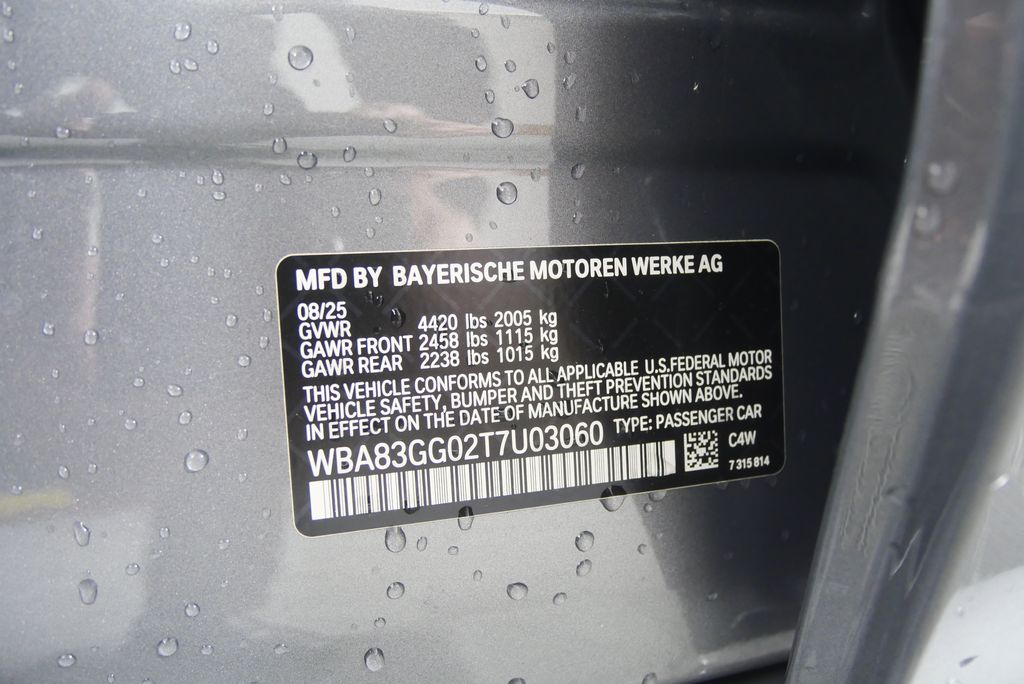 MFD BY BAYERISCHE MOTOREN WERKE AG
08/25
GVWR 4420 lbs 2005 kg
GAWR FRONT 2458 lbs 1115 kg
GAWR REAR 2238 lbs 1015 kg
THIS VEHICLE CONFORMS TO ALL APPLICABLE U.S.FEDERAL MOTOR
VEHICLE SAFETY, BUMPER AND THEFT PREVENTION STANDARDS
IN EFFECT ON THE DATE OF MANUFACTURE SHOWN ABOVE.
WBA83GG02T7U03060 TYPE: PASSENGER CAR
C4W
7 315 814